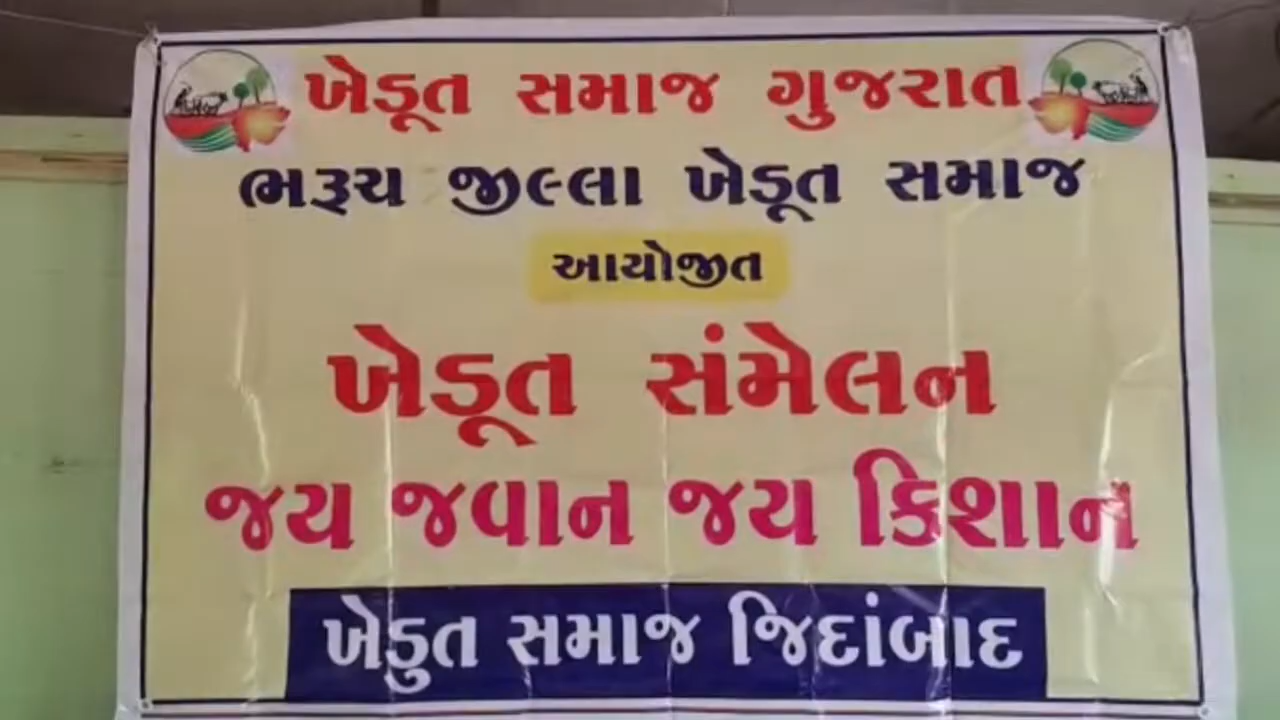 ખેડૂત સમાજ ગુજરાત
ભરૂચ જીલ્લા ખેડૂત સમાજ
આયોજીત
ખેડૂત સંમેલન
જય જવાન જય કિશાન
ખેડુત સમાજ જિદાંબાદ